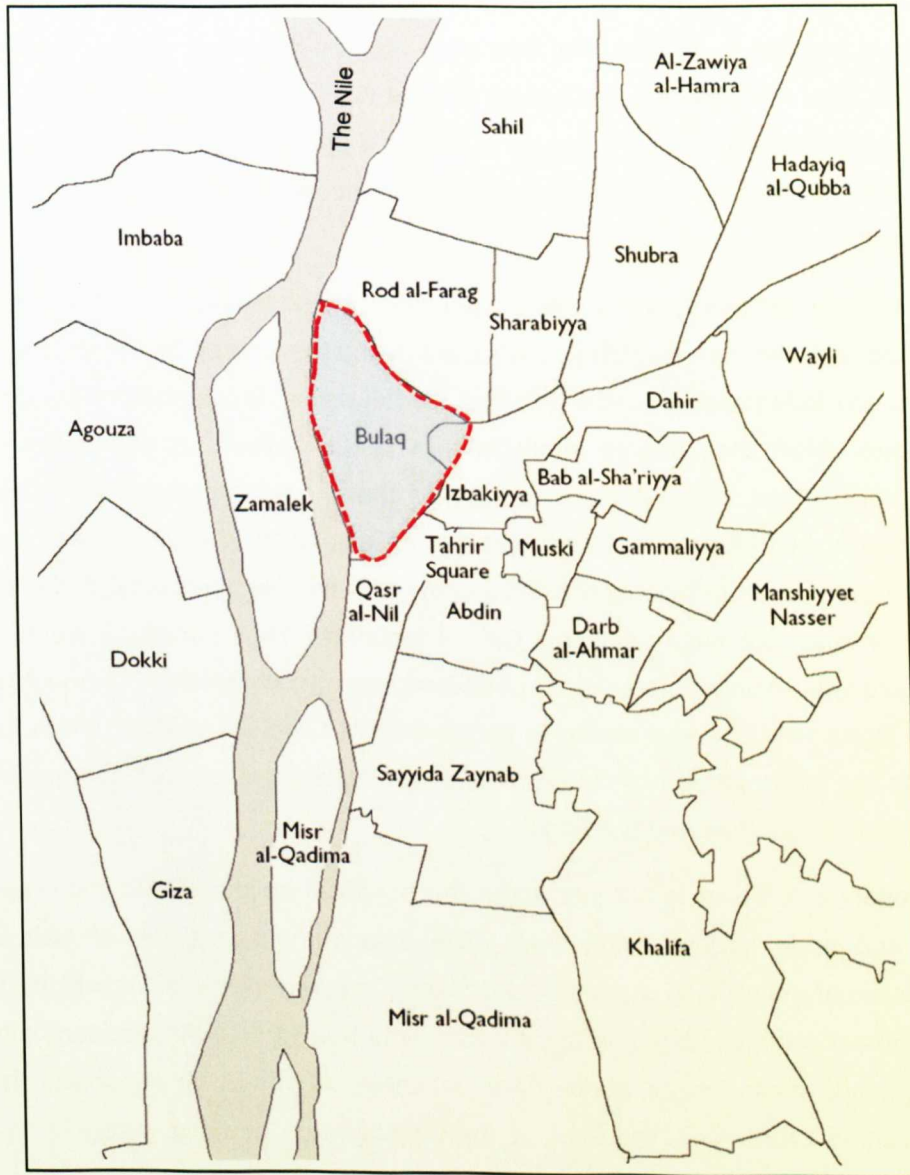 The Nile
Al-Zawiya
al-Hamra
Sahil
Hadayiq
al-Qubba
Imbaba
Shubra
Rod al-Farag
Sharabiyya
Wayli
Dahir
Agouza
Bulaq
Bab al-Sha'riyya
Izbakiyya
Zamalek
Tahrir
Square
Muski
Gammaliyya
Qasr
al-Nil
Abdin
Manshiyyet
Nasser
Darb
al-Ahmar
Dokki
Sayyida Zaynab
Misr
al-Qadima
Giza
Khalifa
Misr al-Qadima